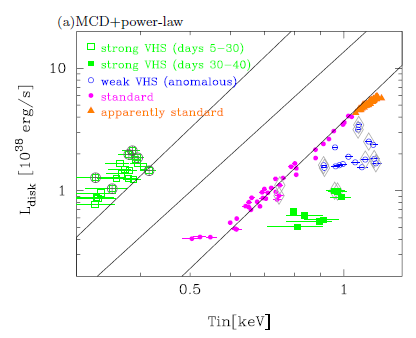 (a)MCD+power-law
strong VHS (days 5-30)
strong VHS (days 30-40)
weak VHS (anomalous)
standard
apparently standard
10
1
L_disk [10^38 erg/s]
0.5 1
Tin[keV]